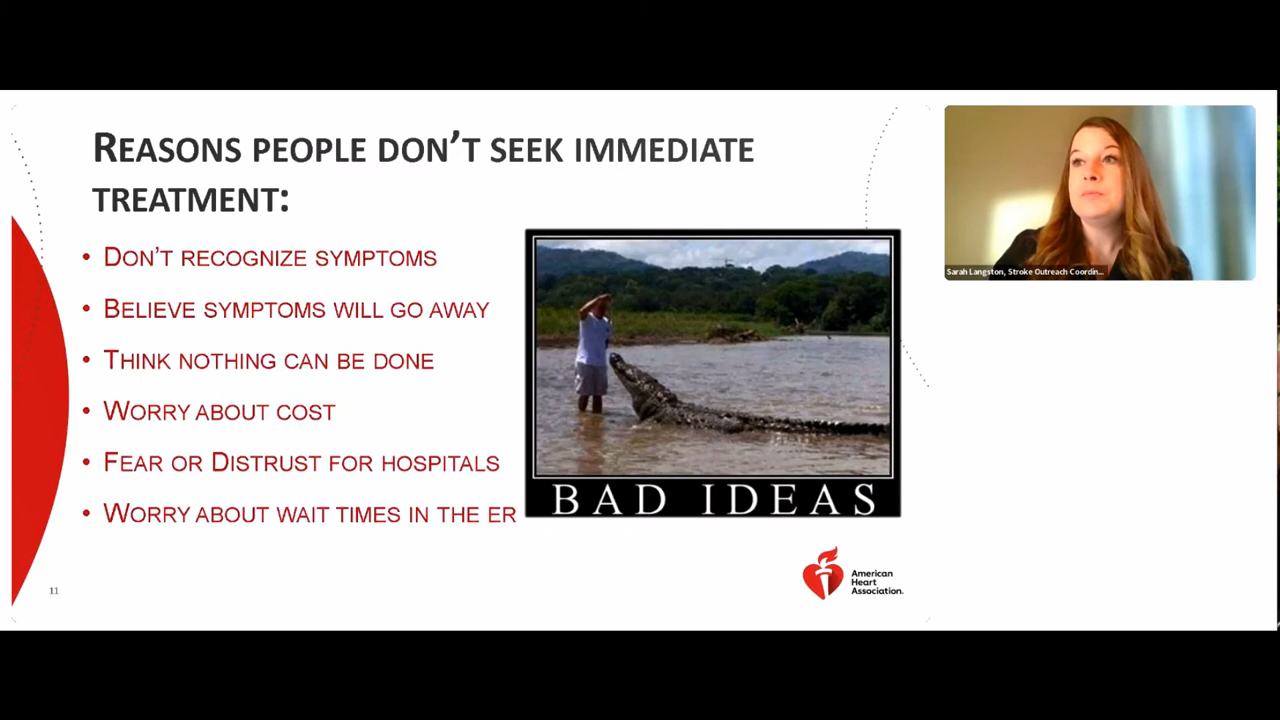 REASONS PEOPLE DON'T SEEK IMMEDIATE
TREATMENT:
• DON'T RECOGNIZE SYMPTOMS
• BELIEVE SYMPTOMS WILL GO AWAY
• THINK NOTHING CAN BE DONE
• WORRY ABOUT COST
• FEAR OR DISTRUST FOR HOSPITALS
• WORRY ABOUT WAIT TIMES IN THE ER
BAD IDEAS
11
American
Heart
Association.
Sarah Langston, Stroke Outreach Coordin...